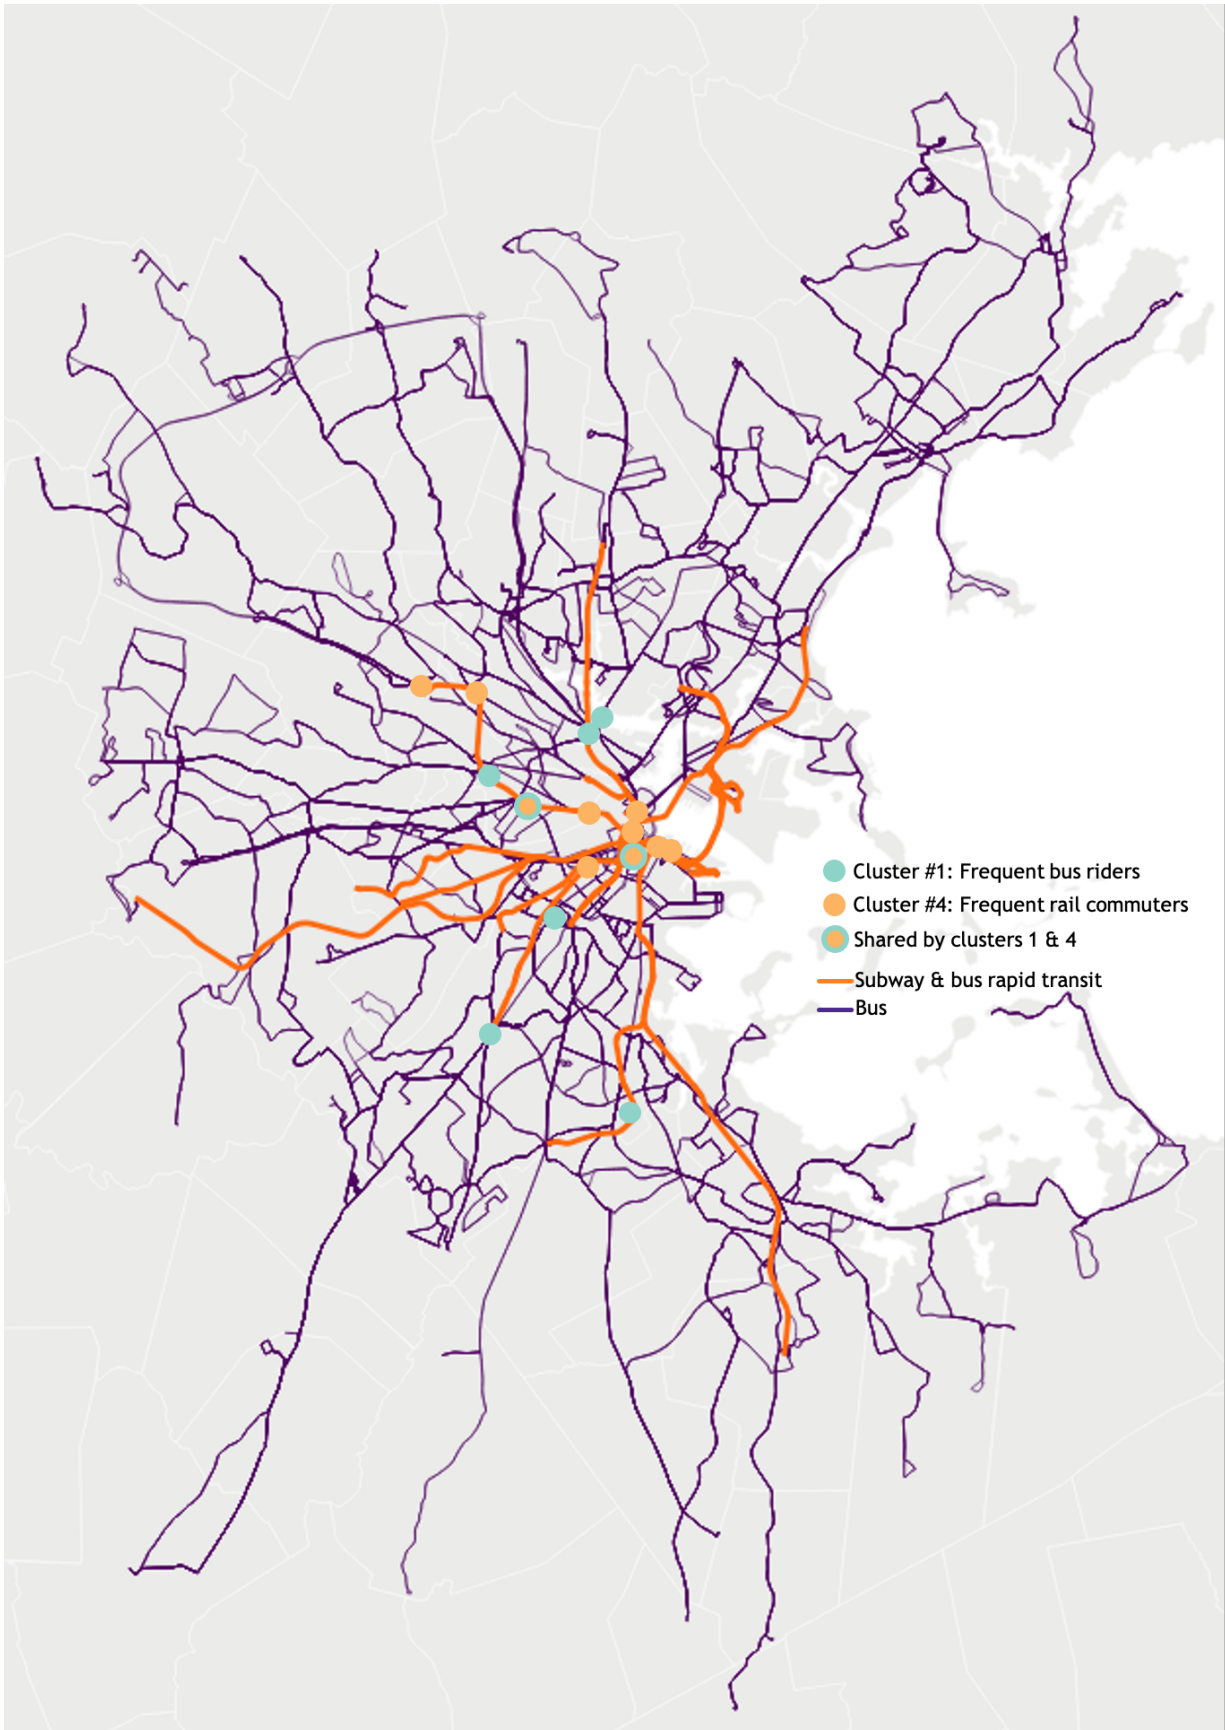 Cluster #1: Frequent bus riders
Cluster #4: Frequent rail commuters
Shared by clusters 1 & 4
Subway & bus rapid transit
Bus